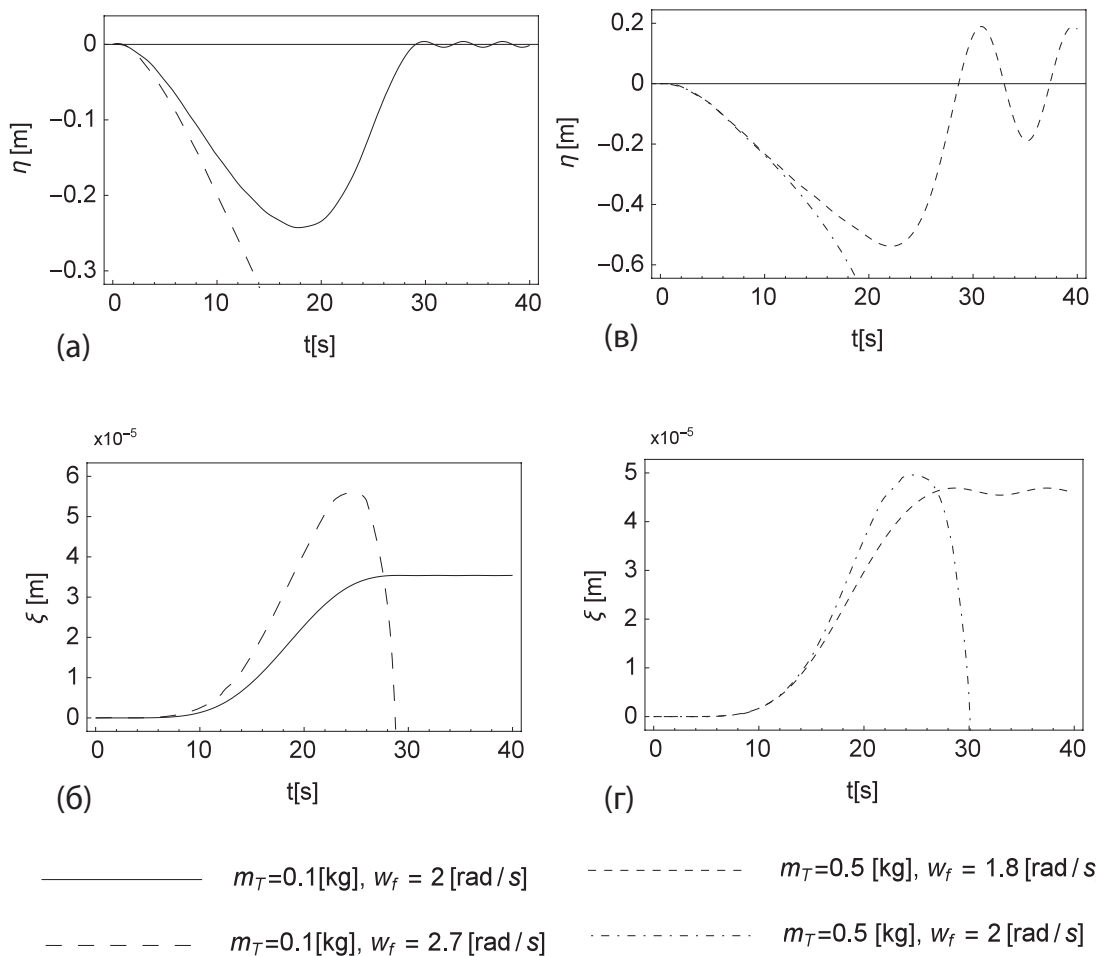 0
−0.1
−0.2
−0.3
η [m]
0 10 20 30 40
t[s]
(а)
0.2
0
−0.2
−0.4
−0.6
η [m]
0 10 20 30 40
t[s]
(в)
x10⁻⁵
6
5
4
3
2
1
0
ξ [m]
0 10 20 30 40
t[s]
(б)
x10⁻⁵
5
4
3
2
1
0
ξ [m]
0 10 20 30 40
t[s]
(г)
m_T=0.1[kg], w_f = 2 [rad / s]
m_T=0.1[kg], w_f = 2.7 [rad / s]
m_T=0.5 [kg], w_f = 1.8 [rad / s
m_T=0.5 [kg], w_f = 2 [rad / s]